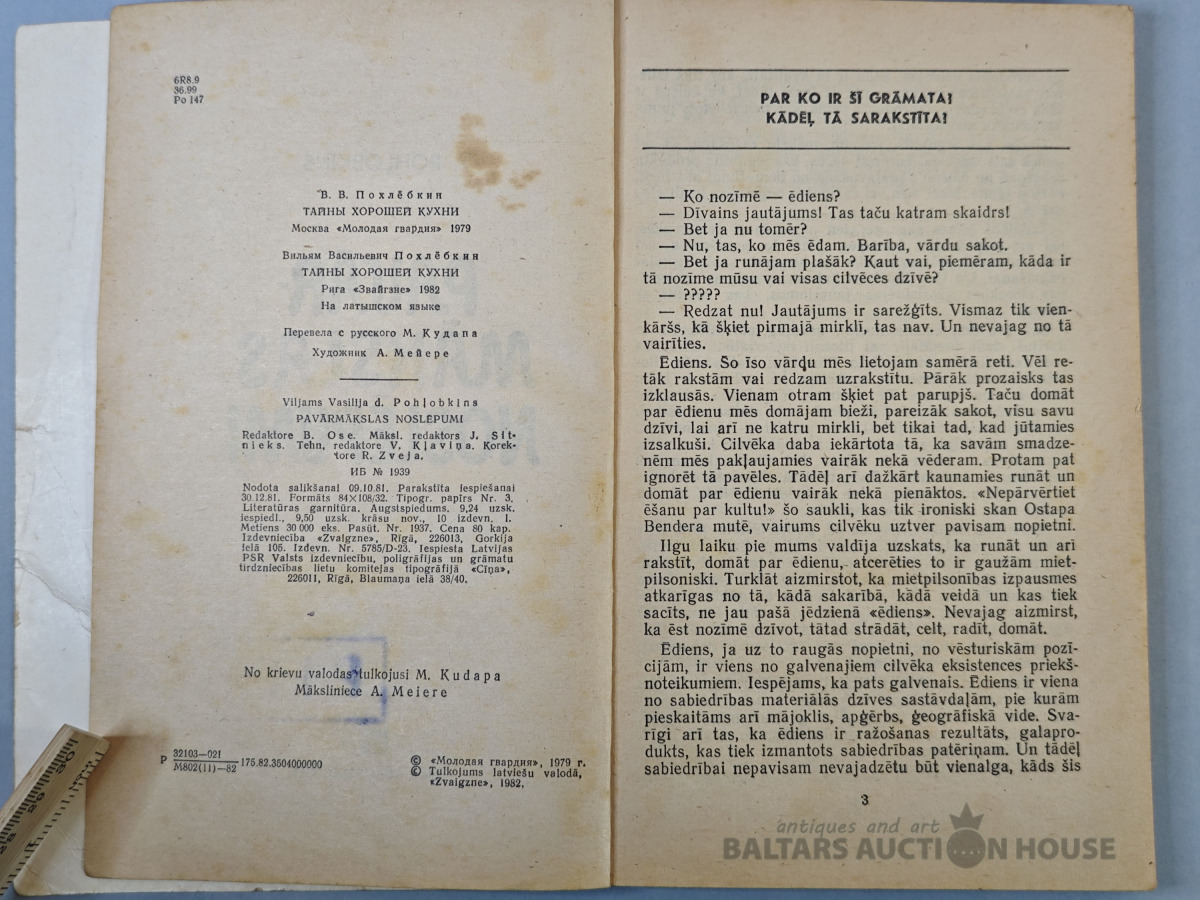 6R8.9
36.99
Po 147
В. В. Похлёбкин
ТАЙНЫ ХОРОШЕЙ КУХНИ
Москва «Молодая гвардия» 1979
Вильям Васильевич Похлёбкин
ТАЙНЫ ХОРОШЕЙ КУХНИ
Рига «Звайгзне» 1982
На латышском языке
Перевела с русского М. Кудапа
Художник А. Мейере
Viljams Vasilija d. Pohļobkins
PAVĀRMĀKSLAS NOSLĒPUMI
Redaktore B. Ose. Māksl. redaktors J. Sit-
nieks. Tehn, redaktore V. Kļaviņa. Korek-
tore R. Zveja.
ИБ № 1939
Nodota salikšanai 09.10.81. Parakstīta iespiešanai
30.12.81. Formāts 84×108/32. Tipogr. papīrs Nr. 3,
Literatūras garnitūra. Augstspiedums. 9,24 uzsk.
iespiedl., 9,50 uzsk. krāsu nov., 10 izdevn. l.
Metiens 30 000 eks. Pasūt. Nr. 1937. Cena 80 kap.
Izdevniecība «Zvaigzne», Rīgā, 226013, Gorkija
ielā 105. Izdevn. Nr. 5785/D-23. Iespiesta Latvijas
PSR Valsts izdevniecību, poligrāfijas un grāmatu
tirdzniecības lietu komitejas tipogrāfijā «Cīņa»,
226011, Rīgā, Blaumaņa ielā 38/40.
No krievu valodas tulkojusi M. Kudapa
Māksliniece A. Meiere
P 32103—021
M802(11)—82 175.82.3504000000
© «Молодая гвардия», 1979 г.
© Tulkojums latviešu valodā,
«Zvaigzne», 1982,
PAR KO IR ŠĪ GRĀMATA?
KĀDĒĻ TĀ SARAKSTĪTA?
— Ko nozīmē — ēdiens?
— Dīvains jautājums! Tas taču katram skaidrs!
— Bet ja nu tomēr?
— Nu, tas, ko mēs ēdam. Barība, vārdu sakot.
— Bet ja runājam plašāk? Kaut vai, piemēram, kāda ir
tā nozīme mūsu vai visas cilvēces dzīvē?
— ?????
— Redzat nu! Jautājums ir sarežģīts. Vismaz tik vien-
kāršs, kā šķiet pirmajā mirklī, tas nav. Un nevajag no tā
vairīties.
Ēdiens. So īso vārdu mēs lietojam samērā reti. Vēl re-
tāk rakstām vai redzam uzrakstītu. Pārāk prozaisks tas
izklausās. Vienam otram šķiet pat parupjš. Taču domāt
par ēdienu mēs domājam bieži, pareizāk sakot, visu savu
dzīvi, lai arī ne katru mirkli, bet tikai tad, kad jūtamies
izsalkuši. Cilvēka daba iekārtota tā, ka savām smadze-
nēm mēs pakļaujamies vairāk nekā vēderam. Protam pat
ignorēt tā pavēles. Tādēļ arī dažkārt kaunamies runāt un
domāt par ēdienu vairāk nekā pienāktos. «Nepārvērtiet
ēšanu par kultu!» šo saukli, kas tik ironiski skan Ostapa
Bendera mutē, vairums cilvēku uztver pavisam nopietni.
Ilgu laiku pie mums valdīja uzskats, ka runāt un arī
rakstīt, domāt par ēdienu, atcerēties to ir gaužām miet-
pilsoniski. Turklāt aizmirstot, ka mietpilsonības izpausmes
atkarīgas no tā, kādā sakarībā, kādā veidā un kas tiek
sacīts, ne jau pašā jēdzienā «ēdiens». Nevajag aizmirst,
ka ēst nozīmē dzīvot, tātad strādāt, celt, radīt, domāt.
Ēdiens, ja uz to raugās nopietni, no vēsturiskām pozī-
cijām, ir viens no galvenajiem cilvēka eksistences priekš-
noteikumiem. Iespējams, ka pats galvenais. Ēdiens ir viena
no sabiedrības materiālās dzīves sastāvdaļām, pie kurām
pieskaitāms arī mājoklis, apģērbs, ģeogrāfiskā vide. Sva-
rīgi arī tas, ka ēdiens ir ražošanas rezultāts, galapro-
dukts, kas tiek izmantots sabiedrības patēriņam. Un tādēļ
sabiedrībai nepavisam nevajadzētu būt vienalga, kāds šis
3
antiques and art
BALTARS AUCTION HOUSE